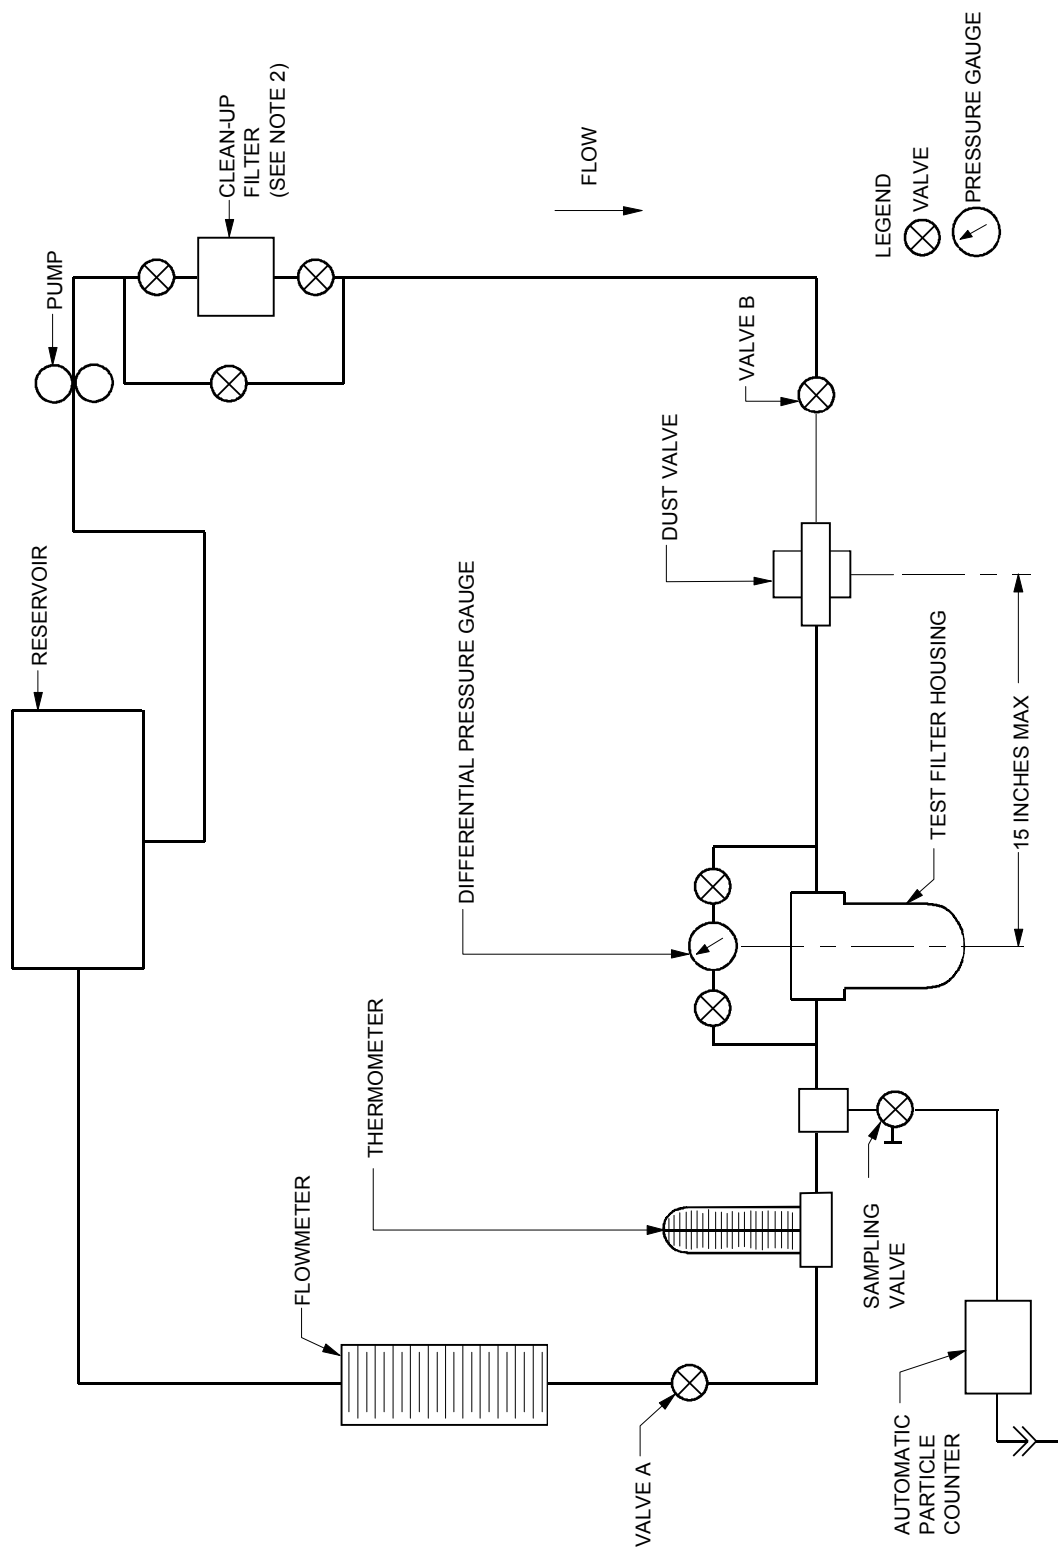 RESERVOIR
PUMP
CLEAN-UP
FILTER
(SEE NOTE 2)
FLOW
LEGEND
VALVE
PRESSURE GAUGE
FLOWMETER
THERMOMETER
DIFFERENTIAL PRESSURE GAUGE
DUST VALVE
VALVE B
VALVE A
SAMPLING
VALVE
AUTOMATIC
PARTICLE
COUNTER
TEST FILTER HOUSING
15 INCHES MAX